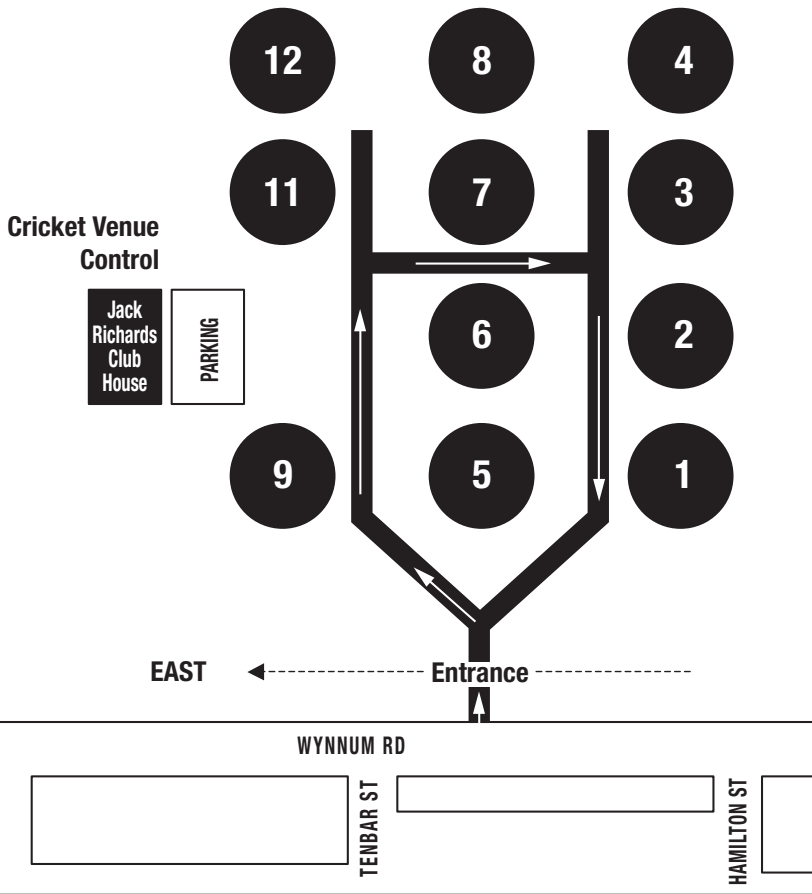 12
8
4
11
7
3
Cricket Venue
Control
Jack
Richards
Club
House
PARKING
6
2
9
5
1
EAST
Entrance
WYNNUM RD
TENBAR ST
HAMILTON ST